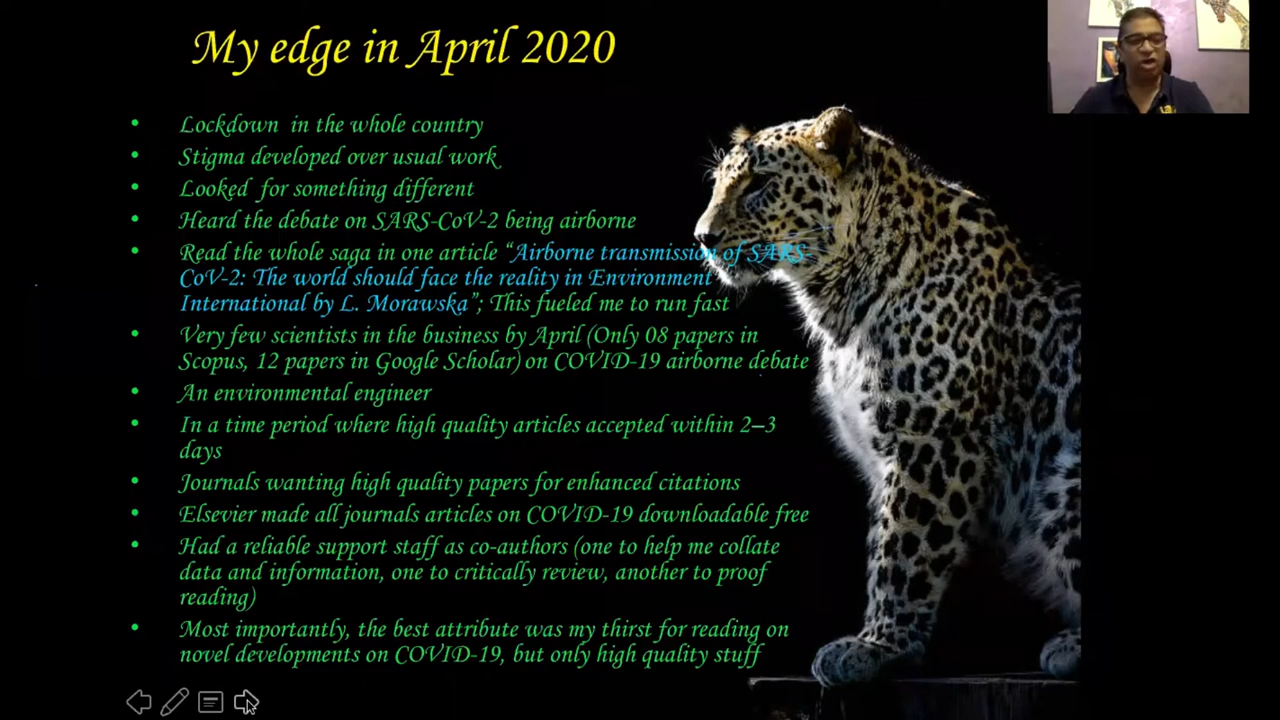 My edge in April 2020
• Lockdown in the whole country
• Stigma developed over usual work
• Looked for something different
• Heard the debate on SARS-CoV-2 being airborne
• Read the whole saga in one article “Airborne transmission of SARS-
CoV-2: The world should face the reality in Environment
International by L. Morawska”; This fueled me to run fast
• Very few scientists in the business by April (Only 08 papers in
Scopus, 12 papers in Google Scholar) on COVID-19 airborne debate
• An environmental engineer
• In a time period where high quality articles accepted within 2–3
days
• Journals wanting high quality papers for enhanced citations
• Elsevier made all journals articles on COVID-19 downloadable free
• Had a reliable support staff as co-authors (one to help me collate
data and information, one to critically review, another to proof
reading)
• Most importantly, the best attribute was my thirst for reading on
novel developments on COVID-19, but only high quality stuff